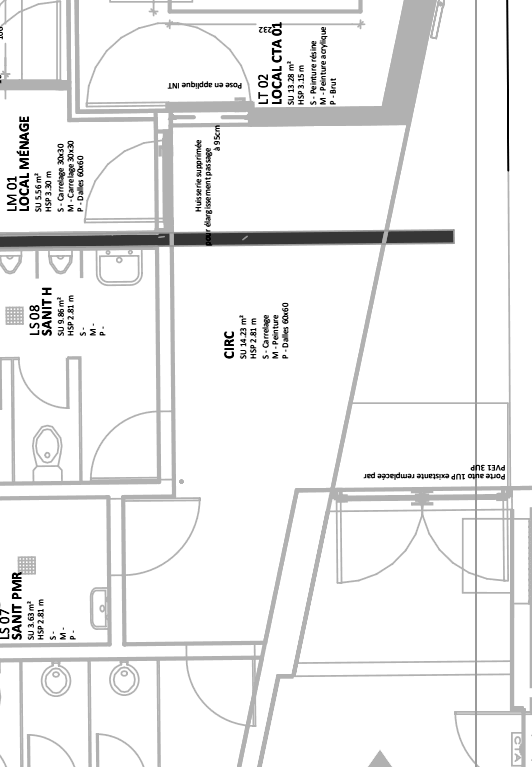 232
LT 02
LOCAL CTA 01
SU 13.28 m²
HSP 3.15 m
S - Peinture résine
M - Peinture acrylique
P - Brut
Pose en applique INT
LM 01
LOCAL MÉNAGE
SU 5.56 m²
HSP 3.30 m
S - Carrelage 30x30
M - Carrelage 30x30
P - Dalles 60x60
Huisserie supprimée
pour élargissement passage
à 95cm
LS 08
SANIT H
SU 9.86 m²
HSP 2.81 m
S -
M -
P -
CIRC
SU 14.23 m²
HSP 2.81 m
S - Carrelage
M - Peinture
P - Dalles 60x60
Porte auto 1UP existante remplacée par
PVE1 3UP
LS 07
SANIT PMR
SU 3.63 m²
HSP 2.81 m
S -
M -
P -
CTA